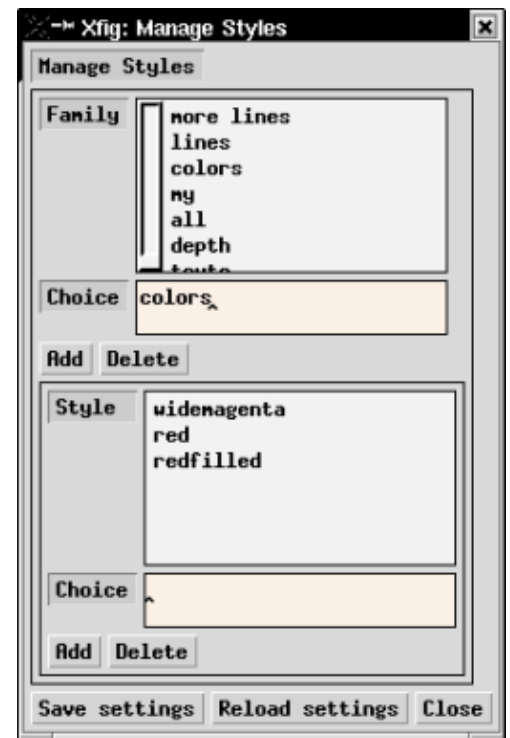 Xfig: Manage Styles
Manage Styles
Family
more lines
lines
colors
my
all
depth
Choice colors
Add Delete
Style
widemagenta
red
redfilled
Choice
Add Delete
Save settings Reload settings Close